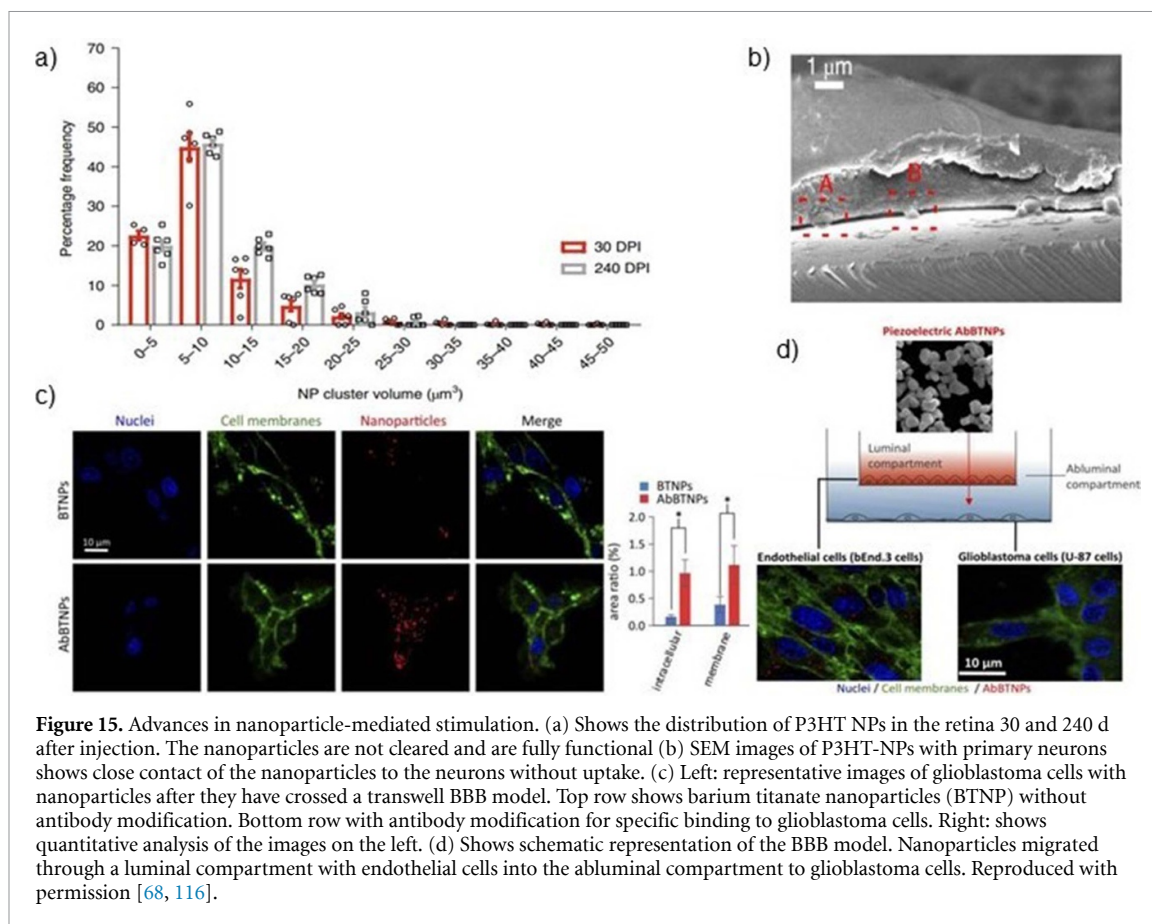 a)
70
60
50
40
30
20
10
0
Percentage frequency
30 DPI
240 DPI
0–5
5–10
10–15
15–20
20–25
25–30
30–35
35–40
40–45
45–50
NP cluster volume (μm³)
b)
1 μm
A
B
c)
Nuclei
Cell membranes
Nanoparticles
Merge
BTNPs
10 μm
AbBTNPs
BTNPs
AbBTNPs
2.0
1.5
1.0
0.5
0.0
area ratio (%)
*
*
intracellular
membrane
d)
Piezoelectric AbBTNPs
Luminal
compartment
Abluminal
compartment
Endothelial cells (bEnd.3 cells)
Glioblastoma cells (U-87 cells)
10 μm
Nuclei / Cell membranes / AbBTNPs
Figure 15. Advances in nanoparticle-mediated stimulation. (a) Shows the distribution of P3HT NPs in the retina 30 and 240 d
after injection. The nanoparticles are not cleared and are fully functional (b) SEM images of P3HT-NPs with primary neurons
shows close contact of the nanoparticles to the neurons without uptake. (c) Left: representative images of glioblastoma cells with
nanoparticles after they have crossed a transwell BBB model. Top row shows barium titanate nanoparticles (BTNP) without
antibody modification. Bottom row with antibody modification for specific binding to glioblastoma cells. Right: shows
quantitative analysis of the images on the left. (d) Shows schematic representation of the BBB model. Nanoparticles migrated
through a luminal compartment with endothelial cells into the abluminal compartment to glioblastoma cells. Reproduced with
permission [68, 116].